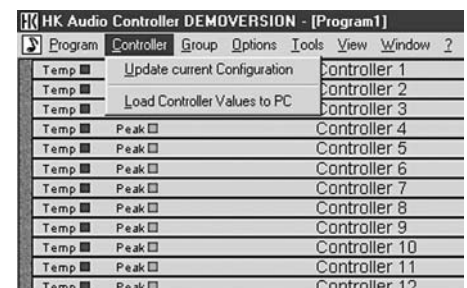 HK HK Audio Controller DEMOVERSION - [Program1]
Program Controller Group Options Tools View Window ?
Temp Update current Configuration Controller 1
Temp Controller 2
Temp Load Controller Values to PC Controller 3
Temp Peak Controller 4
Temp Peak Controller 5
Temp Peak Controller 6
Temp Peak Controller 7
Temp Peak Controller 8
Temp Peak Controller 9
Temp Peak Controller 10
Temp Peak Controller 11
Temp Peak Controller 12